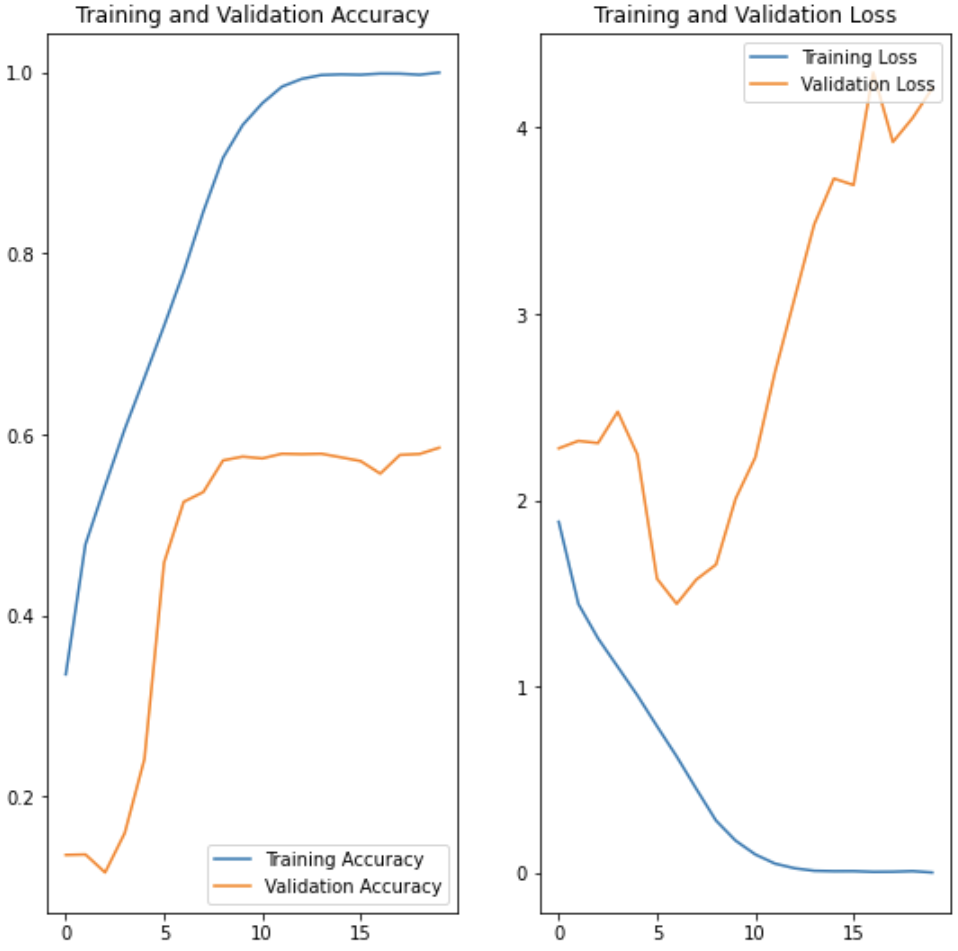 Training and Validation Accuracy
1.0
0.8
0.6
0.4
0.2
Training Accuracy
Validation Accuracy
0 5 10 15
Training and Validation Loss
Training Loss
Validation Loss
4
3
2
1
0
0 5 10 15